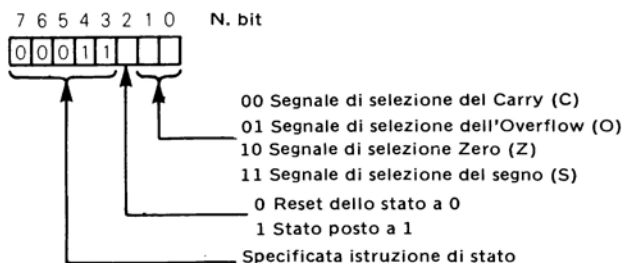 7 6 5 4 3 2 1 0 N. bit
0 0 0 1 1
00 Segnale di selezione del Carry (C)
01 Segnale di selezione dell'Overflow (O)
10 Segnale di selezione Zero (Z)
11 Segnale di selezione del segno (S)
0 Reset dello stato a 0
1 Stato posto a 1
Specificata istruzione di stato